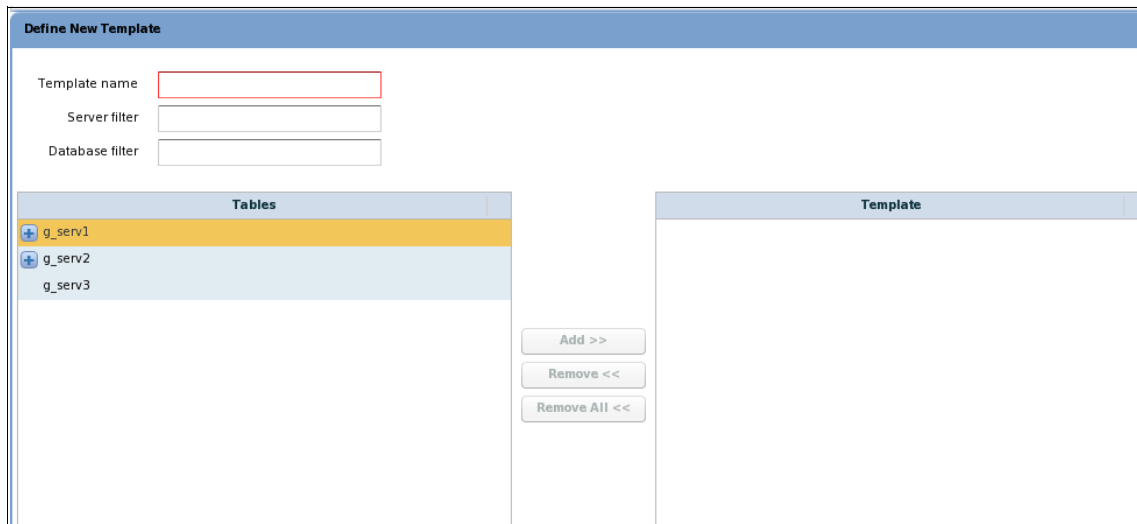 Define New Template
Template name
Server filter
Database filter
Tables
Template
g_serv1
g_serv2
g_serv3
Add >>
Remove <<
Remove All <<